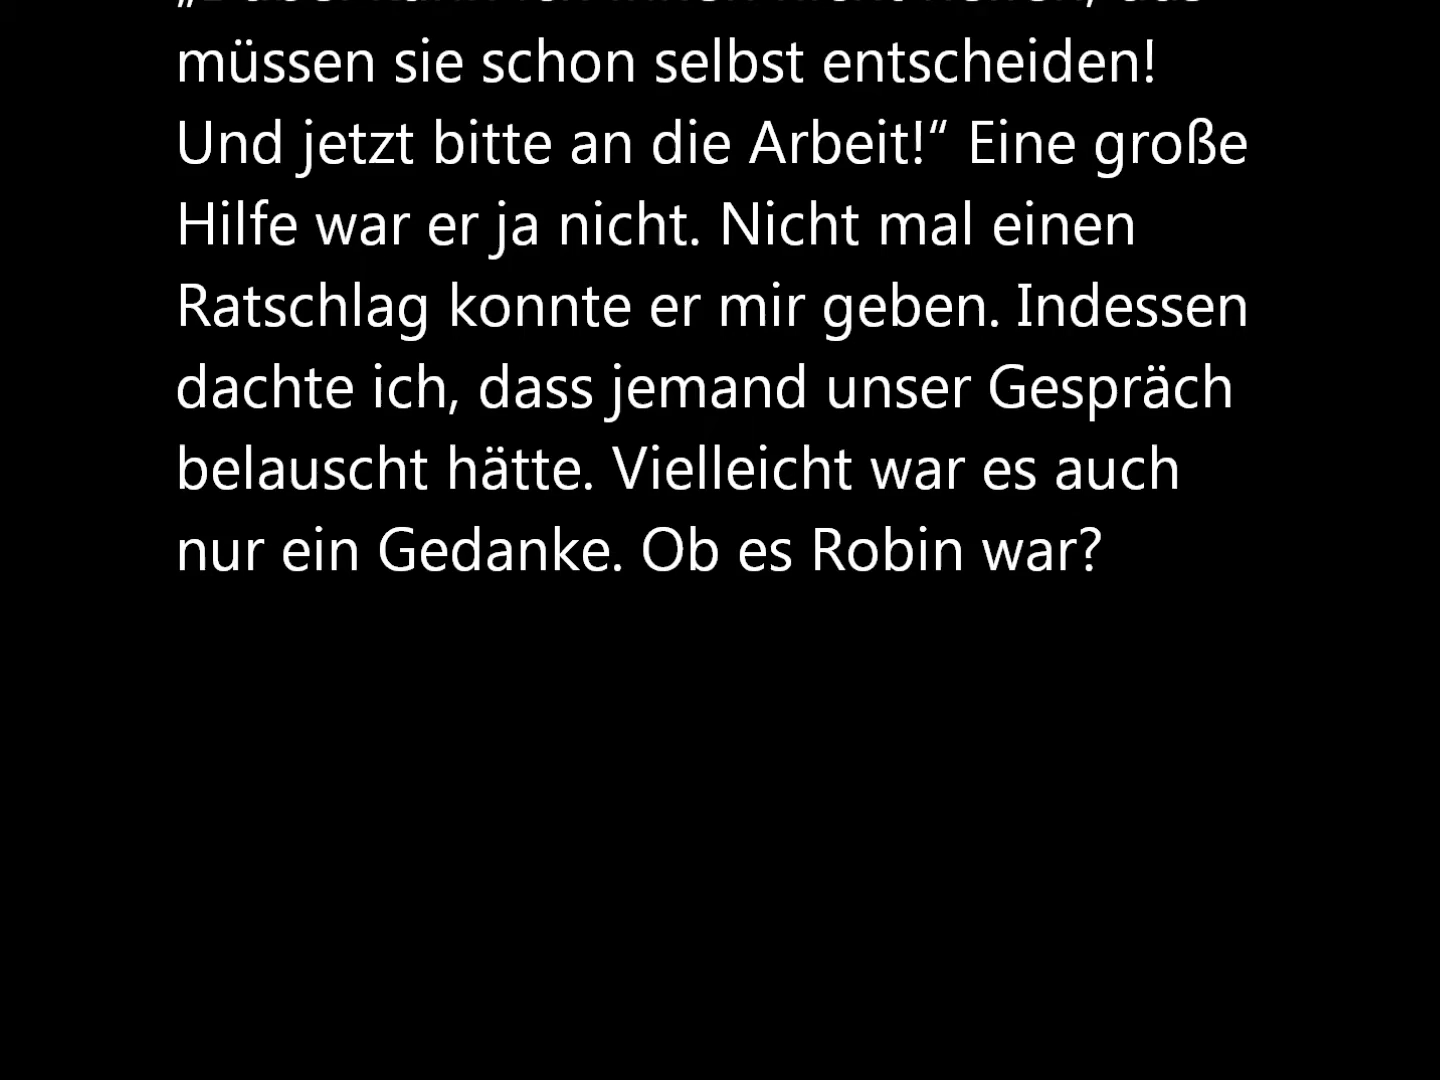 müssen sie schon selbst entscheiden!
Und jetzt bitte an die Arbeit!“ Eine große
Hilfe war er ja nicht. Nicht mal einen
Ratschlag konnte er mir geben. Indessen
dachte ich, dass jemand unser Gespräch
belauscht hätte. Vielleicht war es auch
nur ein Gedanke. Ob es Robin war?